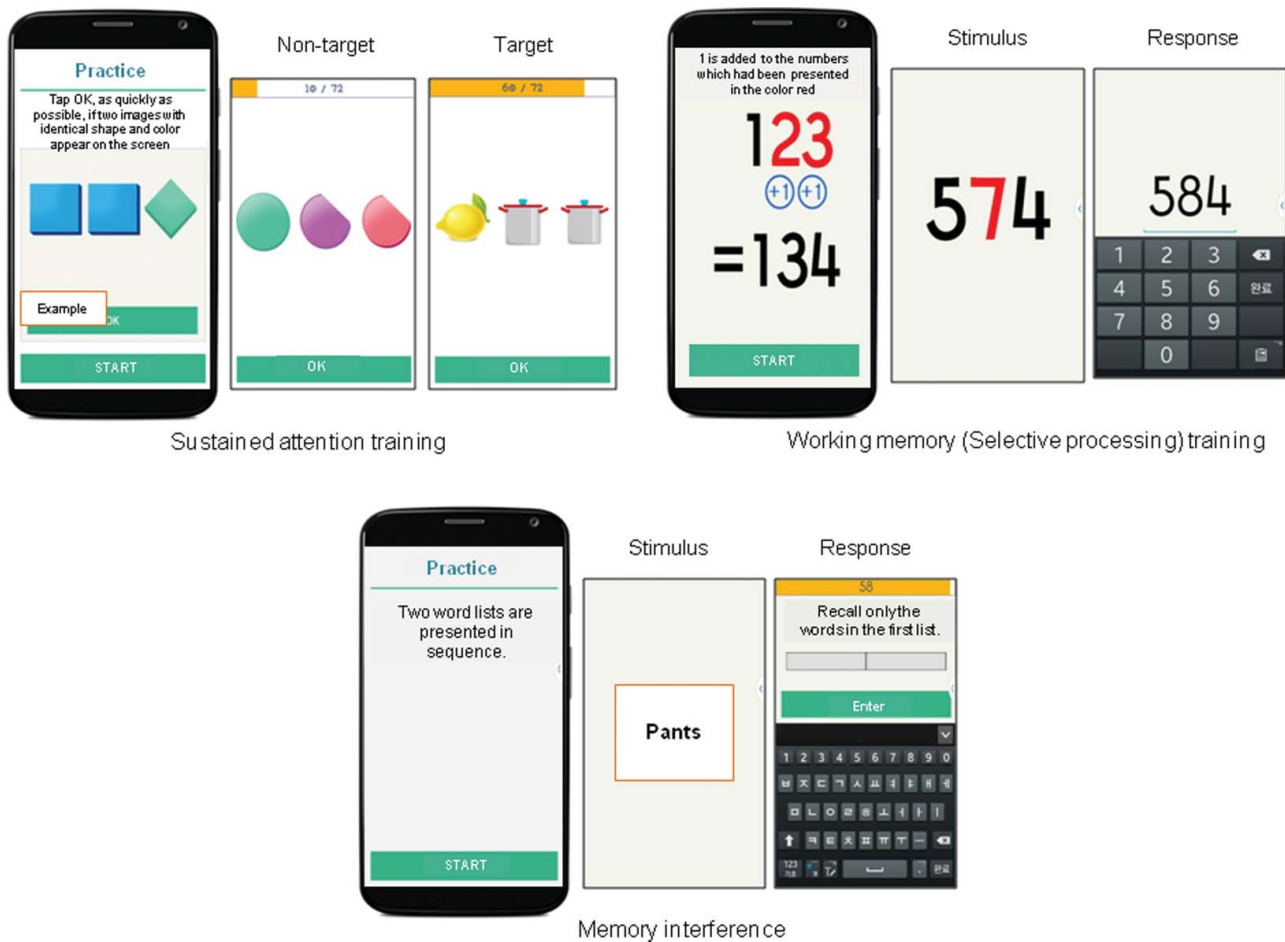 Practice
Tap OK, as quickly as
possible, if two images with
identical shape and color
appear on the screen
Example
OK
START
Non-target
10 / 72
OK
Target
60 / 72
OK
Sustained attention training
1 is added to the numbers
which had been presented
in the color red
123
+1 +1
=134
START
Stimulus
574
Response
584
1 2 3
4 5 6 완료
7 8 9
0
Working memory (Selective processing) training
Practice
Two word lists are
presented in
sequence.
START
Stimulus
Pants
Response
58
Recall only the
words in the first list.
Enter
1 2 3 4 5 6 7 8 9 0
ㅂ ㅈ ㄷ ㄱ ㅅ ㅛ ㅕ ㅑ ㅐ ㅔ
ㅁ ㄴ ㅇ ㄹ ㅎ ㅗ ㅓ ㅏ ㅣ
ㅋ ㅌ ㅊ ㅍ ㅠ ㅜ ㅡ
123 . 완료
Memory interference